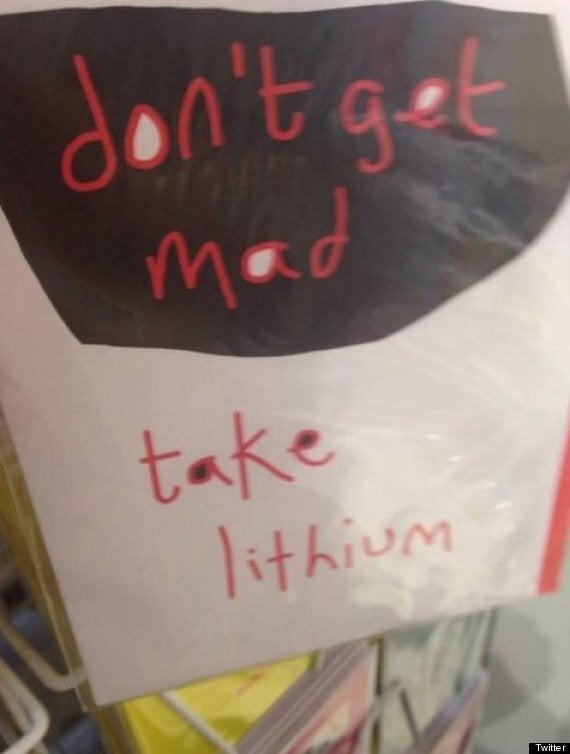 don't get
mad
take
lithium
Twitter